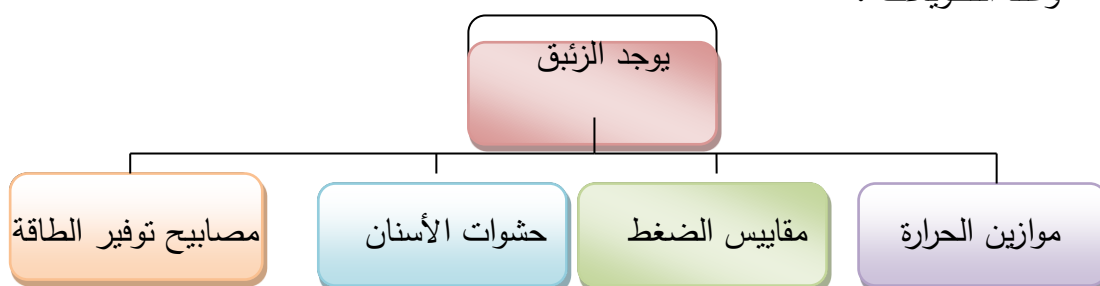 يوجد الزئبق
موازين الحرارة
مقاييس الضغط
حشوات الأسنان
مصابيح توفير الطاقة